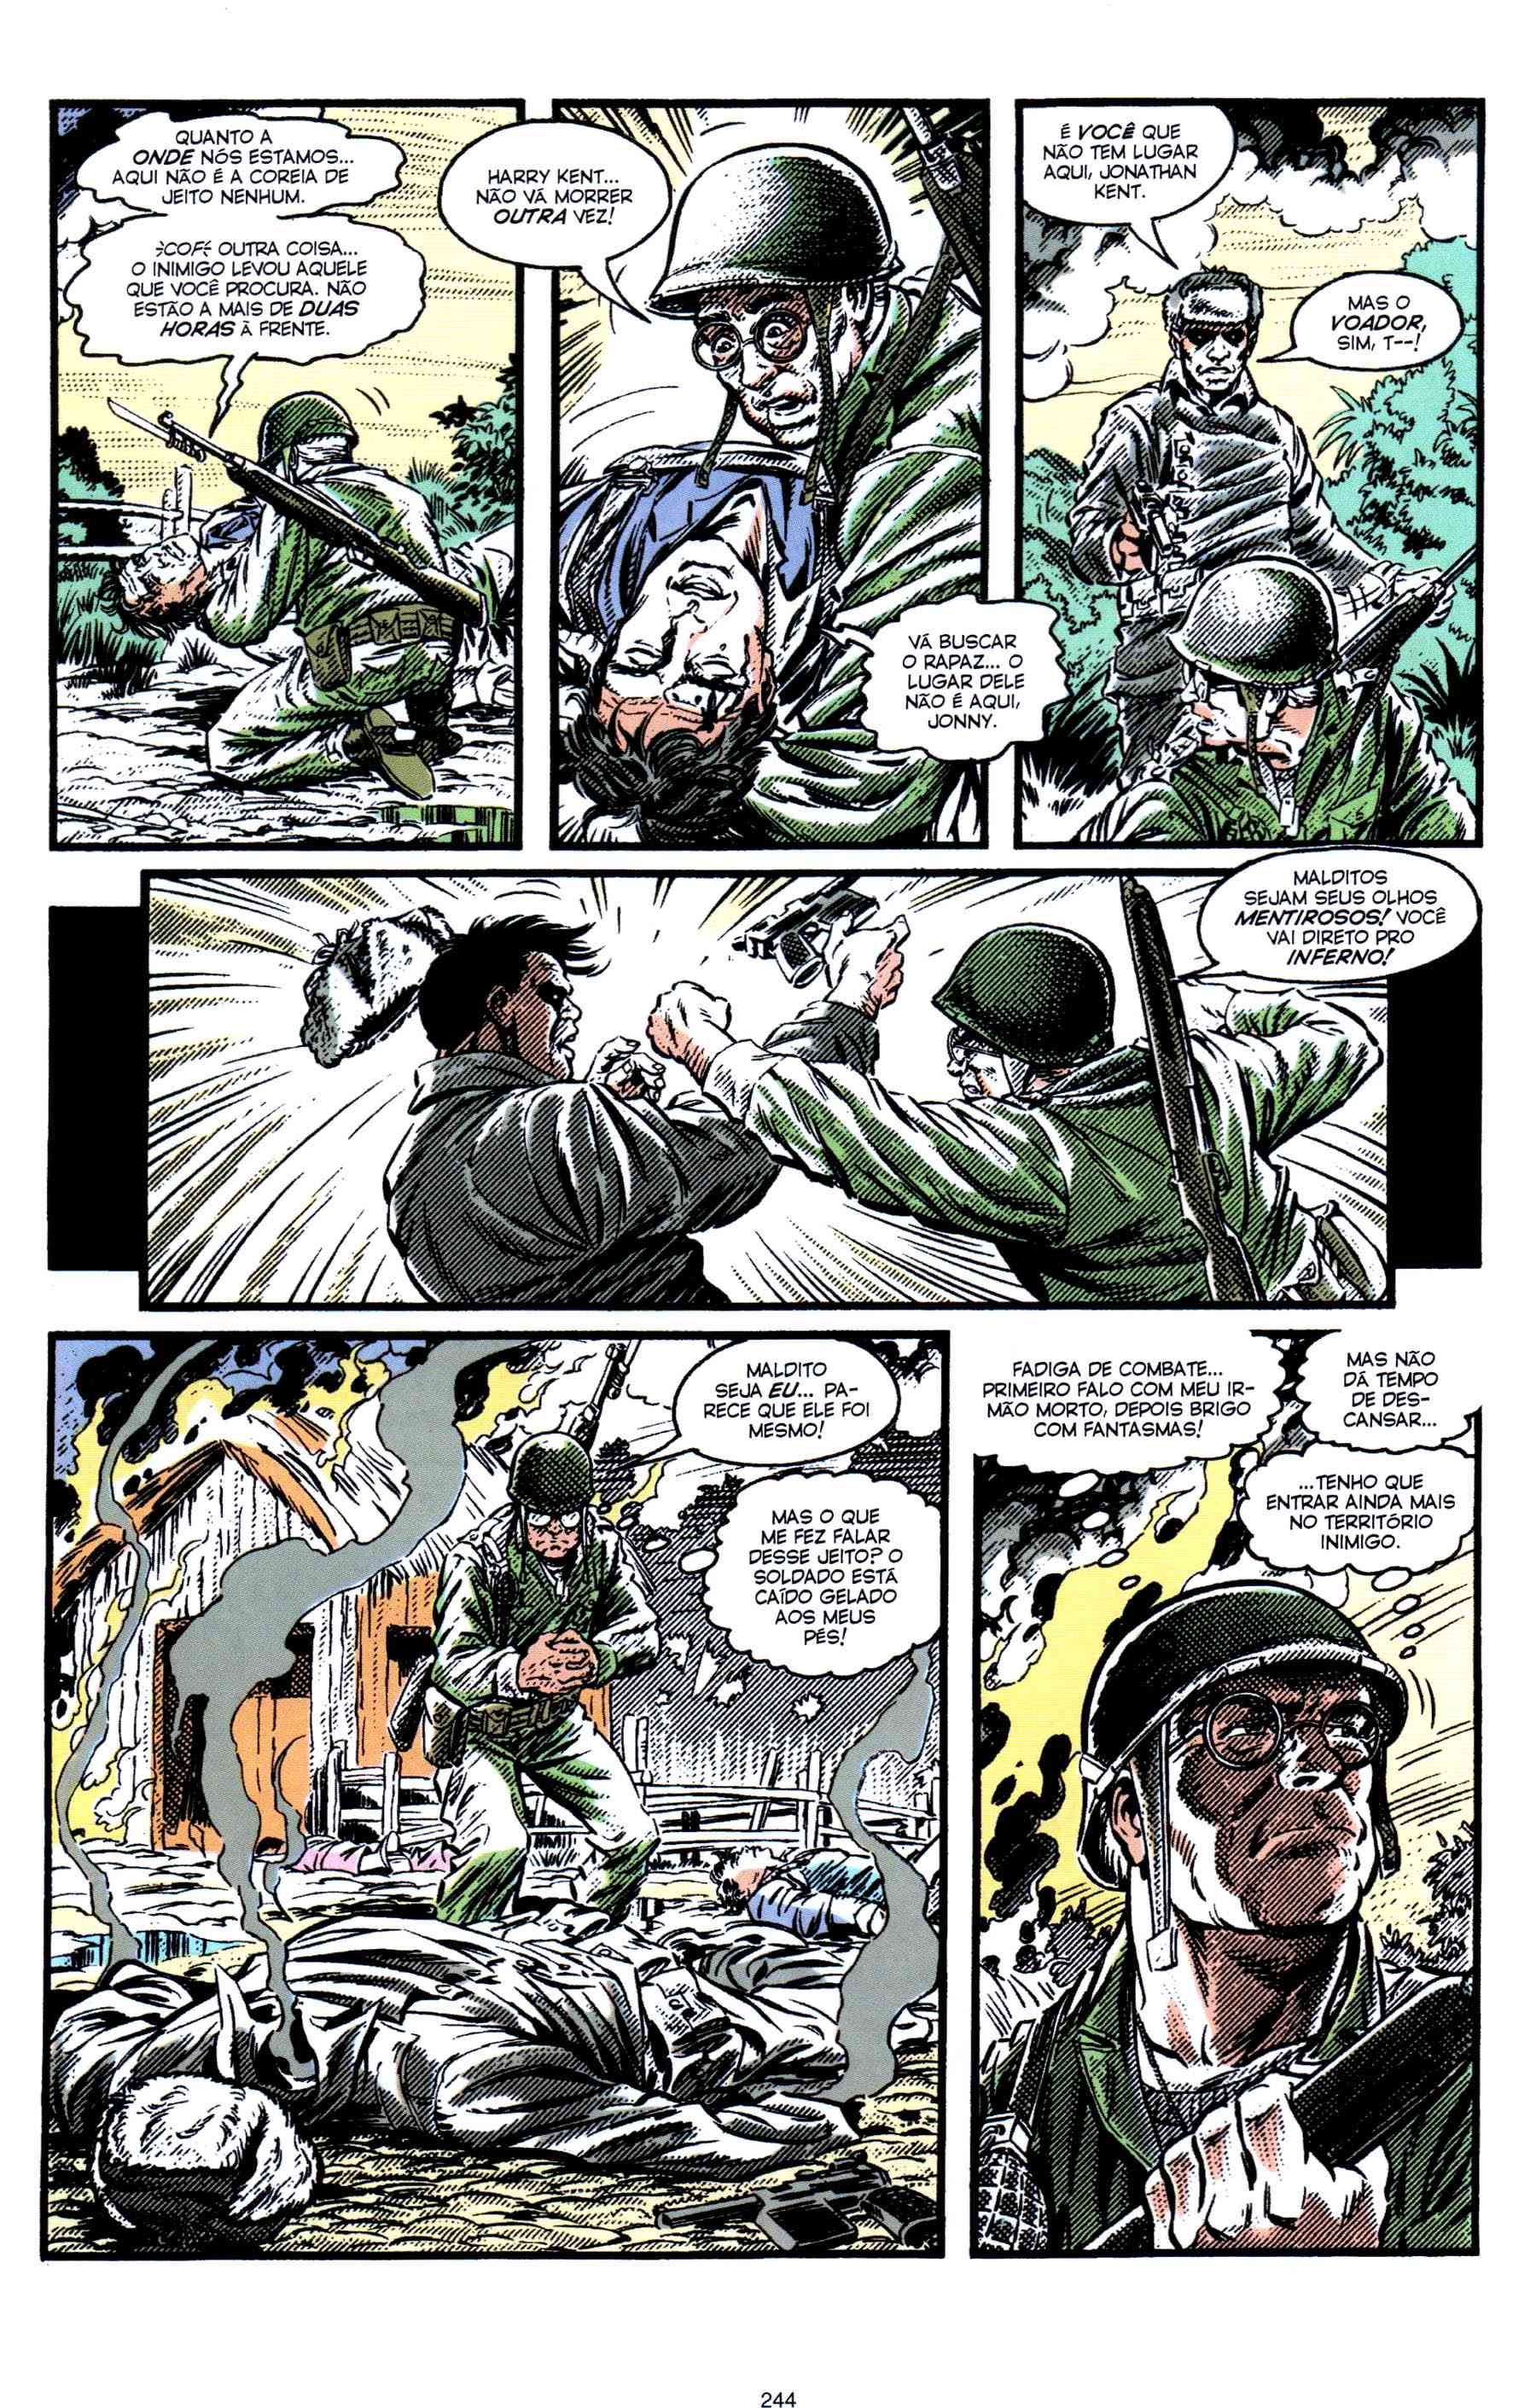 QUANTO A
ONDE NÓS ESTAMOS...
AQUI NÃO É A COREIA DE
JEITO NENHUM.
COF OUTRA COISA...
O INIMIGO LEVOU AQUELE
QUE VOCÊ PROCURA. NÃO
ESTÃO A MAIS DE DUAS
HORAS À FRENTE.
HARRY KENT...
NÃO VÁ MORRER
OUTRA VEZ!
VÁ BUSCAR
O RAPAZ... O
LUGAR DELE
NÃO É AQUI,
JONNY.
É VOCÊ QUE
NÃO TEM LUGAR
AQUI, JONATHAN
KENT.
MAS O
VOADOR,
SIM, T--!
MALDITOS
SEJAM SEUS OLHOS
MENTIROSOS! VOCÊ
VAI DIRETO PRO
INFERNO!
MALDITO
SEJA EU... PA-
RECE QUE ELE FOI
MESMO!
MAS O QUE
ME FEZ FALAR
DESSE JEITO? O
SOLDADO ESTÁ
CAÍDO GELADO
AOS MEUS
PÉS!
FADIGA DE COMBATE...
PRIMEIRO FALO COM MEU IR-
MÃO MORTO, DEPOIS BRIGO
COM FANTASMAS!
MAS NÃO
DÁ TEMPO
DE DES-
CANSAR...
...TENHO QUE
ENTRAR AINDA MAIS
NO TERRITÓRIO
INIMIGO.
244